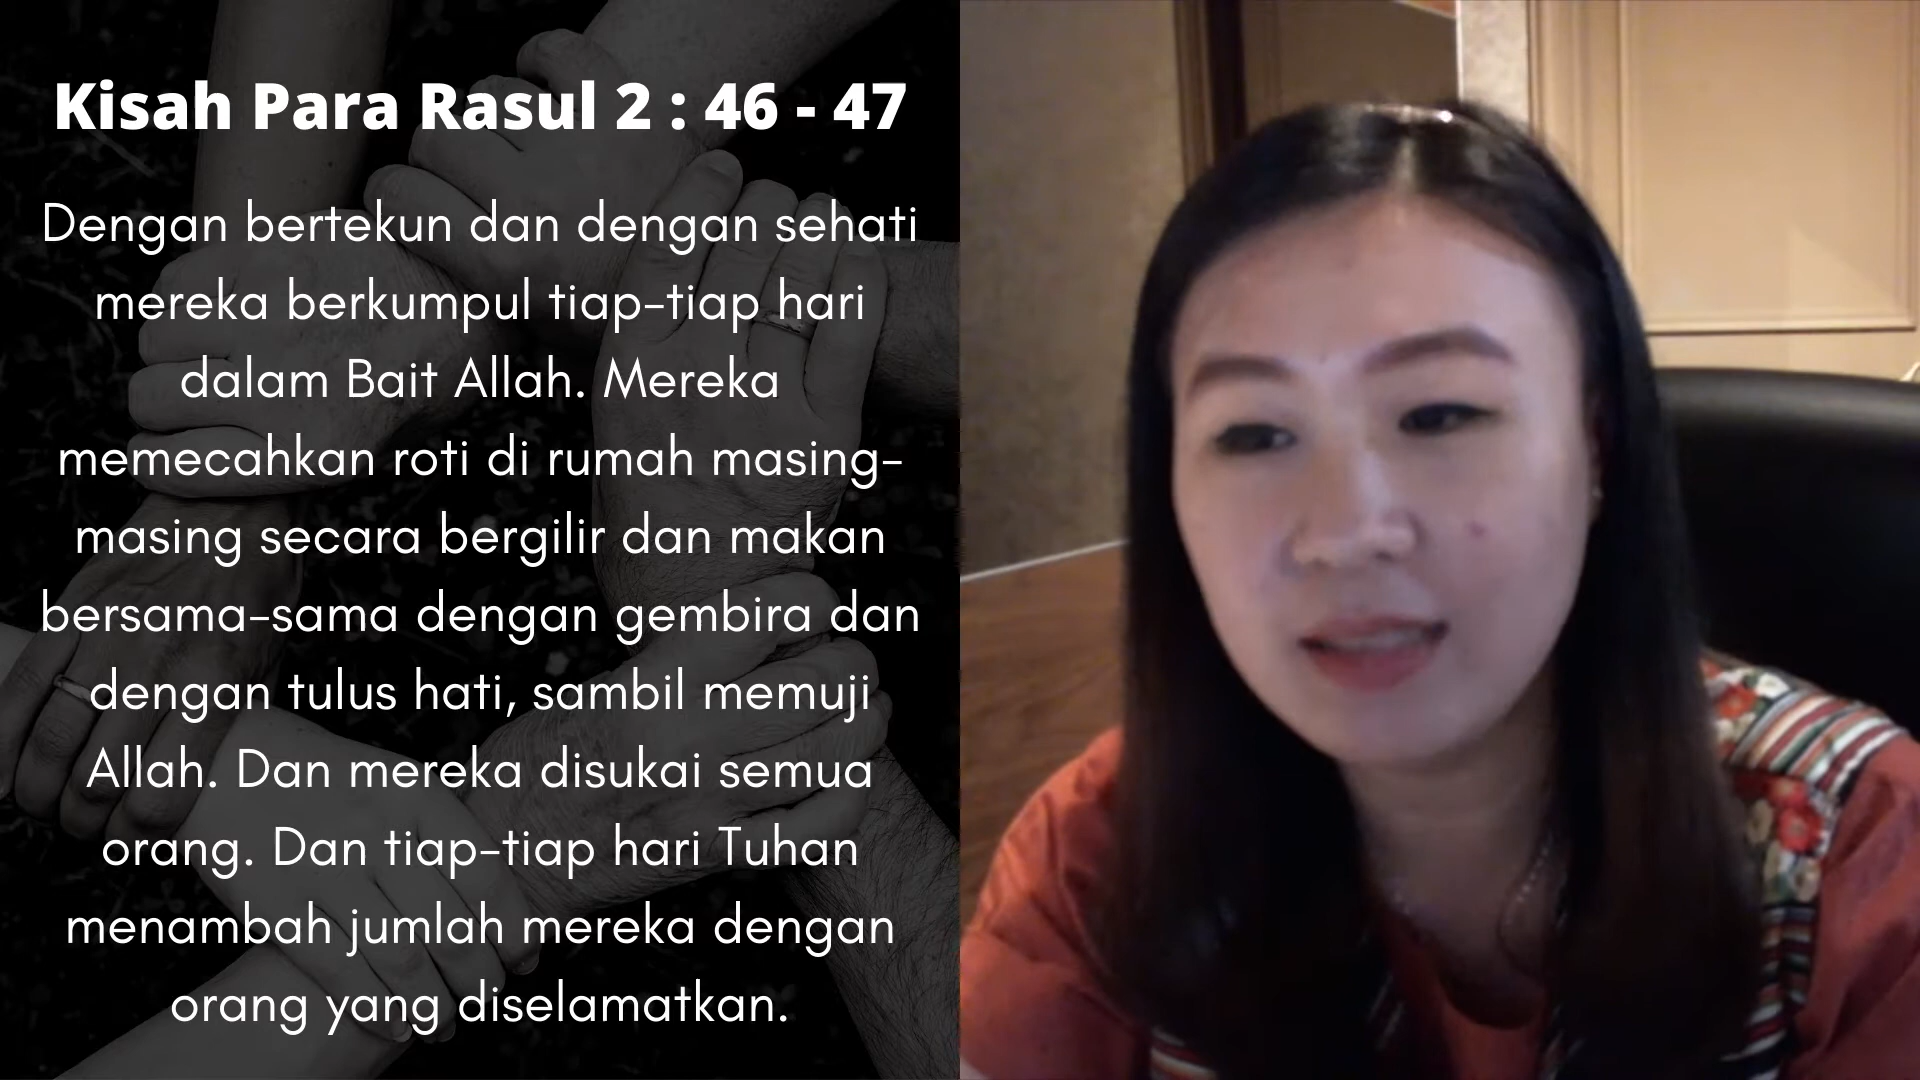 Kisah Para Rasul 2 : 46 - 47
Dengan bertekun dan dengan sehati
mereka berkumpul tiap-tiap hari
dalam Bait Allah. Mereka
memecahkan roti di rumah masing-
masing secara bergilir dan makan
bersama-sama dengan gembira dan
dengan tulus hati, sambil memuji
Allah. Dan mereka disukai semua
orang. Dan tiap-tiap hari Tuhan
menambah jumlah mereka dengan
orang yang diselamatkan.